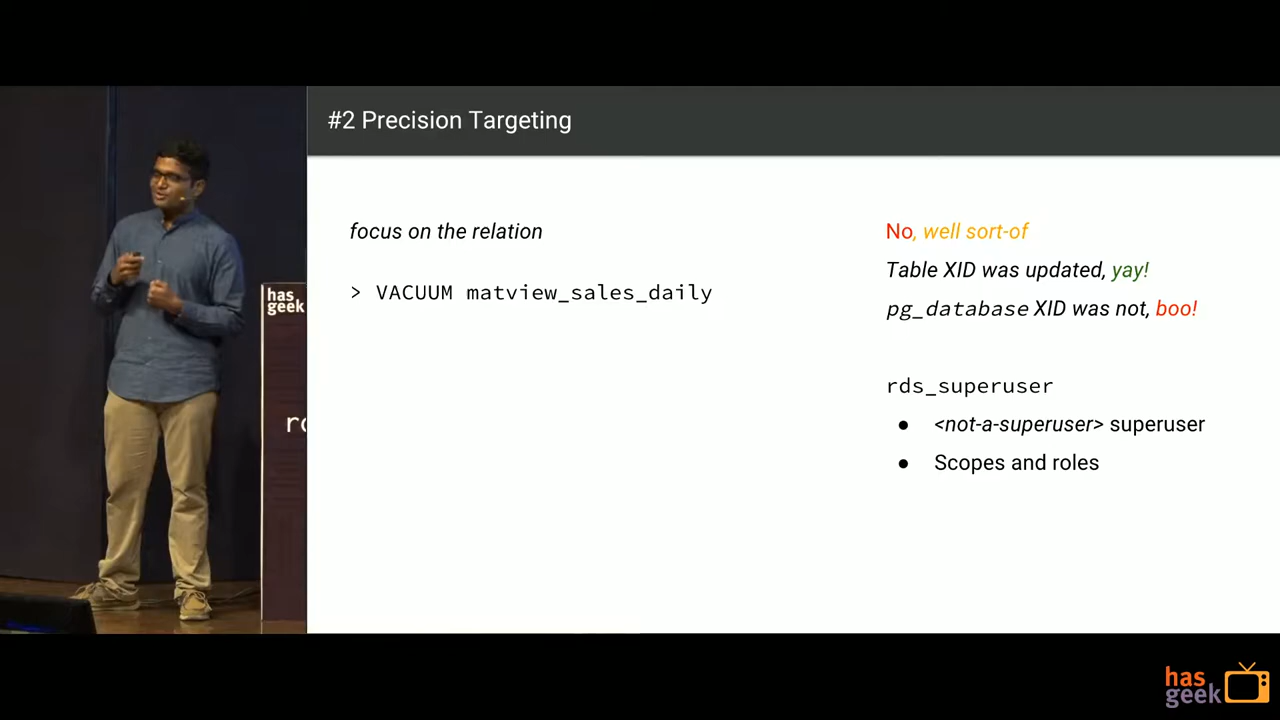 #2 Precision Targeting
focus on the relation
> VACUUM matview_sales_daily
No, well sort-of
Table XID was updated, yay!
pg_database XID was not, boo!
rds_superuser
● <not-a-superuser> superuser
● Scopes and roles
has
geek
has
geek